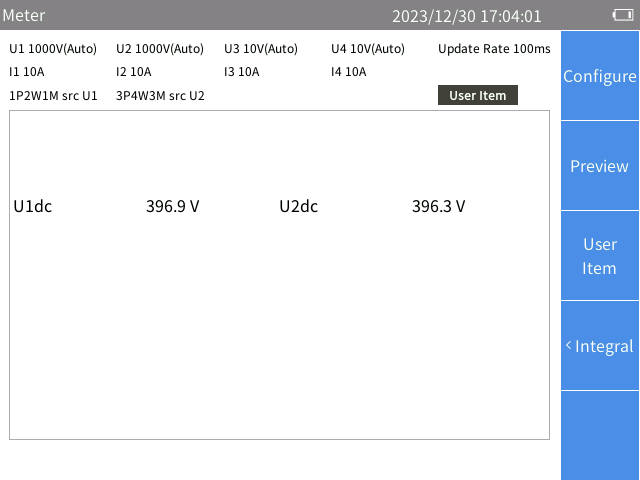 Meter 2023/12/30 17:04:01
U1 1000V(Auto) U2 1000V(Auto) U3 10V(Auto) U4 10V(Auto) Update Rate 100ms
I1 10A I2 10A I3 10A I4 10A
1P2W1M src U1 3P4W3M src U2 User Item
U1dc 396.9 V U2dc 396.3 V
Configure
Preview
User
Item
< Integral